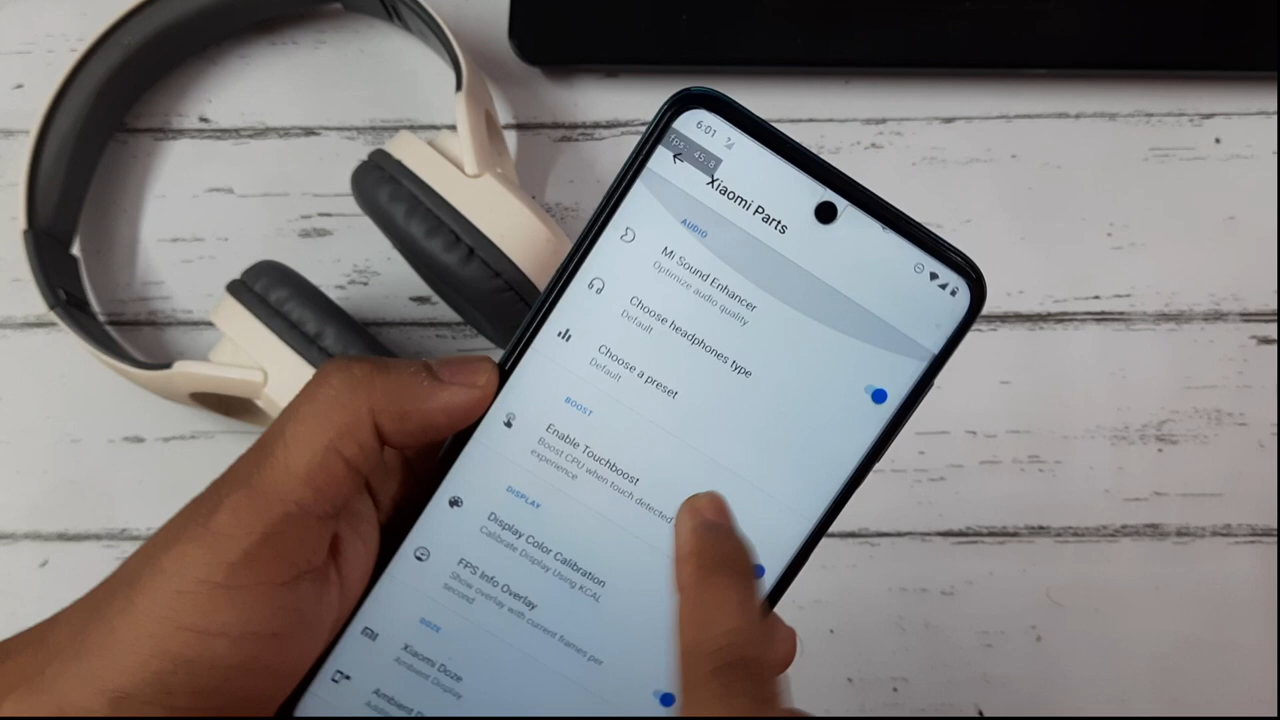 6:01
fps: 45.8
Xiaomi Parts
AUDIO
Mi Sound Enhancer
Optimize audio quality
Choose headphones type
Default
Choose a preset
Default
BOOST
Enable Touchboost
Boost CPU when touch detected
experience
DISPLAY
Display Color Calibration
Calibrate Display Using KCAL
FPS Info Overlay
Show overlay with current frames per
second
DOZE
Xiaomi Doze
Ambient Display
Ambient